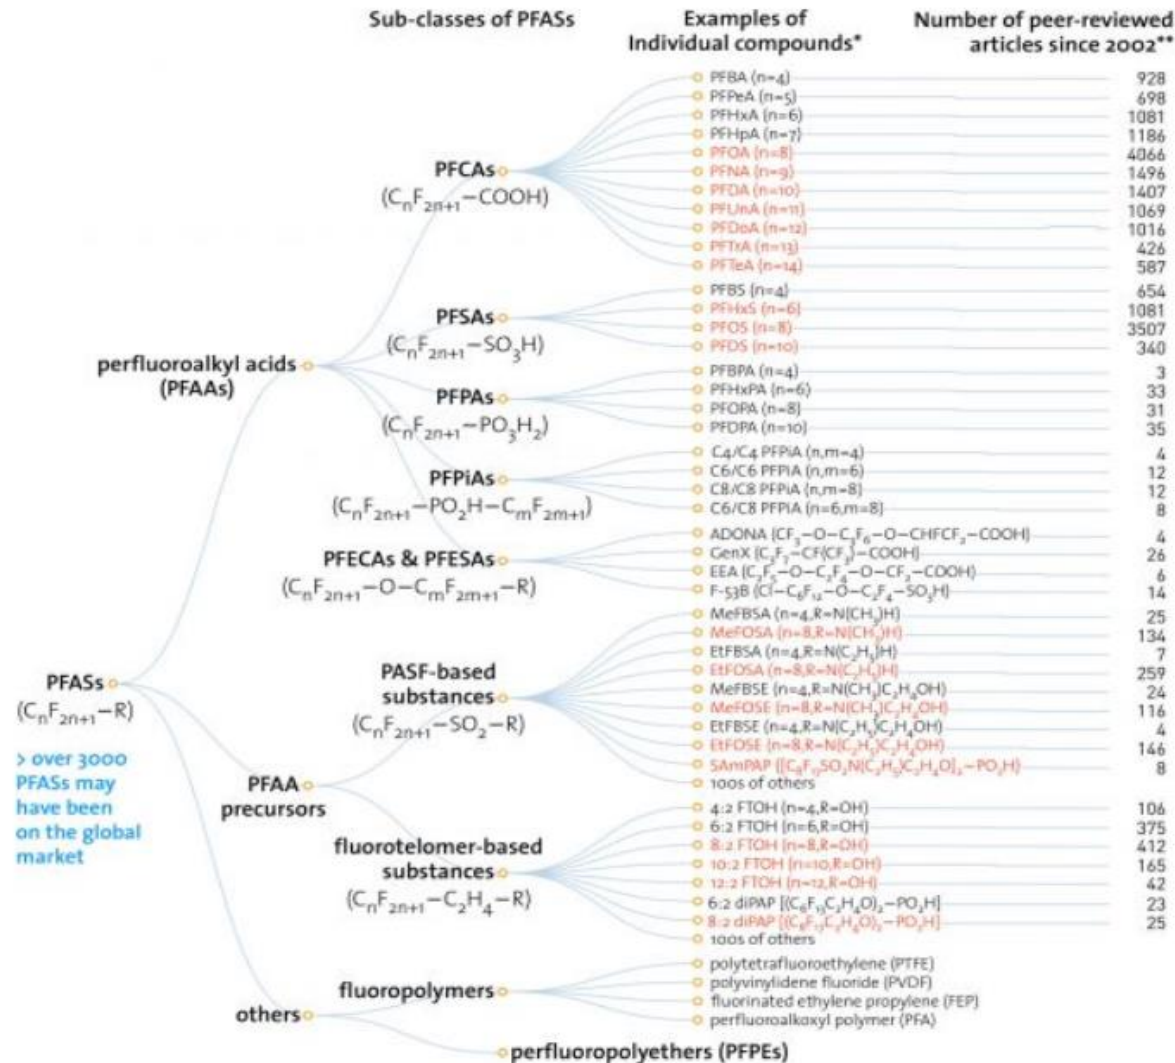 Sub-classes of PFASs
Examples of
Individual compounds*
Number of peer-reviewed
articles since 2002**
PFASs
(CₙF₂ₙ₊₁–R)
> over 3000
PFASs may
have been
on the global
market
perfluoroalkyl acids
(PFAAs)
PFCAs
(CₙF₂ₙ₊₁–COOH)
PFBA (n=4) 928
PFPeA (n=5) 698
PFHxA (n=6) 1081
PFHpA (n=7) 1186
PFOA (n=8) 4066
PFNA (n=9) 1496
PFDA (n=10) 1407
PFUnA (n=11) 1069
PFDoA (n=12) 1016
PFTrA (n=13) 426
PFTeA (n=14) 587
PFSAs
(CₙF₂ₙ₊₁–SO₃H)
PFBS (n=4) 654
PFHxS (n=6) 1081
PFOS (n=8) 3507
PFDS (n=10) 340
PFPAs
(CₙF₂ₙ₊₁–PO₃H₂)
PFBPA (n=4) 3
PFHxPA (n=6) 33
PFOPA (n=8) 31
PFDPA (n=10) 35
PFPiAs
(CₙF₂ₙ₊₁–PO₂H–CₘF₂ₘ₊₁)
C4/C4 PFPiA (n,m=4) 4
C6/C6 PFPiA (n,m=6) 12
C8/C8 PFPiA (n,m=8) 12
C6/C8 PFPiA (n=6,m=8) 8
PFECAs & PFESAs
(CₙF₂ₙ₊₁–O–CₘF₂ₘ₊₁–R)
ADONA (CF₃–O–C₃F₆–O–CHFCF₂–COOH) 4
GenX (C₃F₇–CF(CF₃)–COOH) 26
EEA (C₂F₅–O–C₂F₄–O–CF₂–COOH) 6
F-53B (Cl–C₆F₁₂–O–C₂F₄–SO₃H) 14
PFAA
precursors
PASF-based
substances
(CₙF₂ₙ₊₁–SO₂–R)
MeFBSA (n=4,R=N(CH₃)H) 25
MeFOSA (n=8,R=N(CH₃)H) 134
EtFBSA (n=4,R=N(C₂H₅)H) 7
EtFOSA (n=8,R=N(C₂H₅)H) 259
MeFBSE (n=4,R=N(CH₃)C₂H₄OH) 24
MeFOSE (n=8,R=N(CH₃)C₂H₄OH) 116
EtFBSE (n=4,R=N(C₂H₅)C₂H₄OH) 4
EtFOSE (n=8,R=N(C₂H₅)C₂H₄OH) 146
SAmPAP {[C₈F₁₇SO₂N(C₂H₅)C₂H₄O]₂–PO₂H} 8
100s of others
fluorotelomer-based
substances
(CₙF₂ₙ₊₁–C₂H₄–R)
4:2 FTOH (n=4,R=OH) 106
6:2 FTOH (n=6,R=OH) 375
8:2 FTOH (n=8,R=OH) 412
10:2 FTOH (n=10,R=OH) 165
12:2 FTOH (n=12,R=OH) 42
6:2 diPAP [(C₆F₁₃C₂H₄O)₂–PO₂H] 23
8:2 diPAP [(C₈F₁₇C₂H₄O)₂–PO₂H] 25
100s of others
others
fluoropolymers
polytetrafluoroethylene (PTFE)
polyvinylidene fluoride (PVDF)
fluorinated ethylene propylene (FEP)
perfluoroalkoxyl polymer (PFA)
perfluoropolyethers (PFPEs)